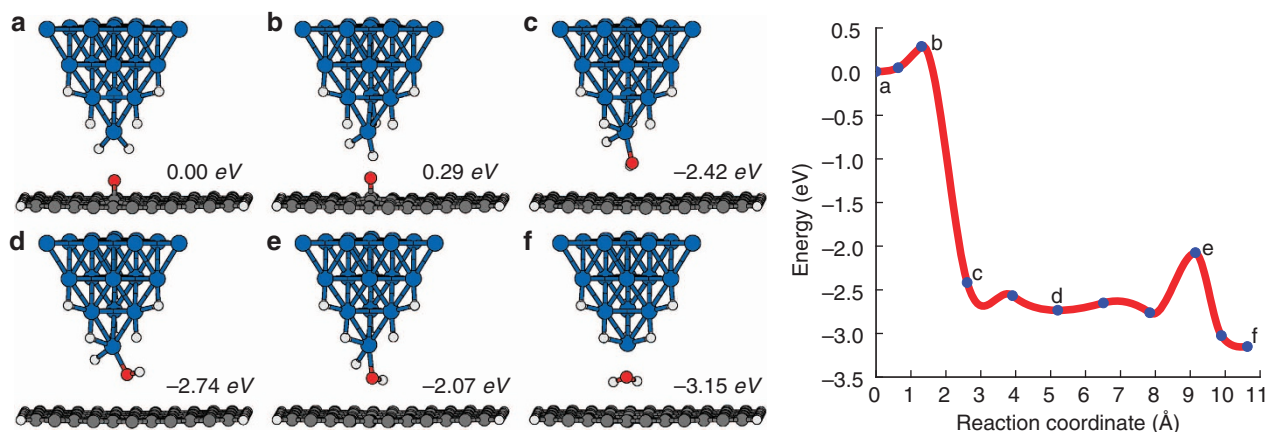 a
b
c
0.00 eV
0.29 eV
−2.42 eV
d
e
f
−2.74 eV
−2.07 eV
−3.15 eV
Energy (eV)
0.5
0.0
−0.5
−1.0
−1.5
−2.0
−2.5
−3.0
−3.5
a
b
c
d
e
f
0 1 2 3 4 5 6 7 8 9 10 11
Reaction coordinate (Å)